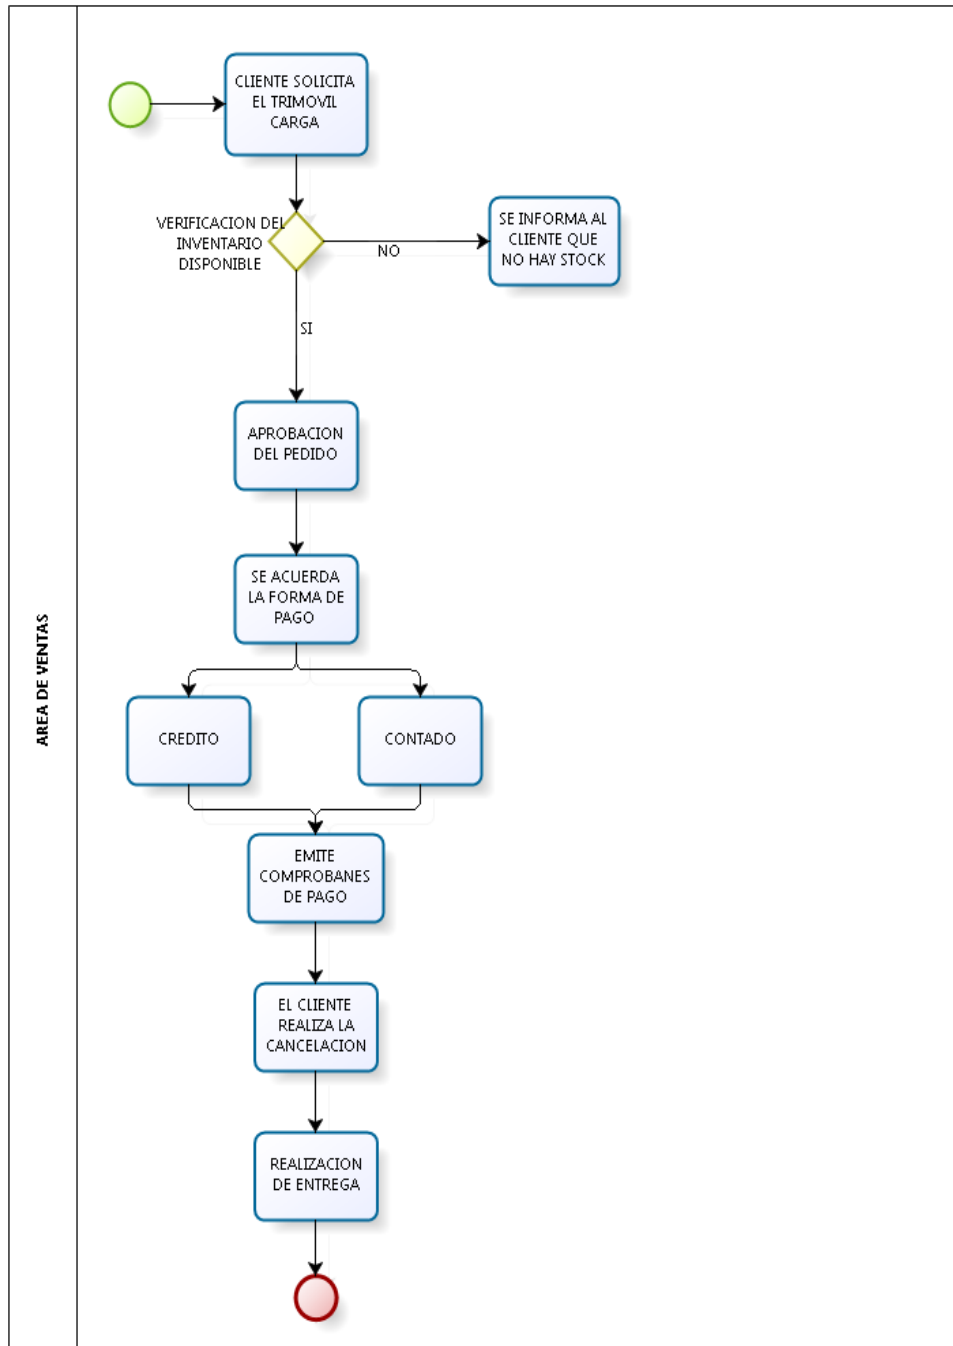 CLIENTE SOLICITA
EL TRIMOVIL
CARGA
VERIFICACION DEL
INVENTARIO
DISPONIBLE
NO
SE INFORMA AL
CLIENTE QUE
NO HAY STOCK
SI
APROBACION
DEL PEDIDO
SE ACUERDA
LA FORMA DE
PAGO
AREA DE VENTAS
CREDITO
CONTADO
EMITE
COMPROBANES
DE PAGO
EL CLIENTE
REALIZA LA
CANCELACION
REALIZACION
DE ENTREGA